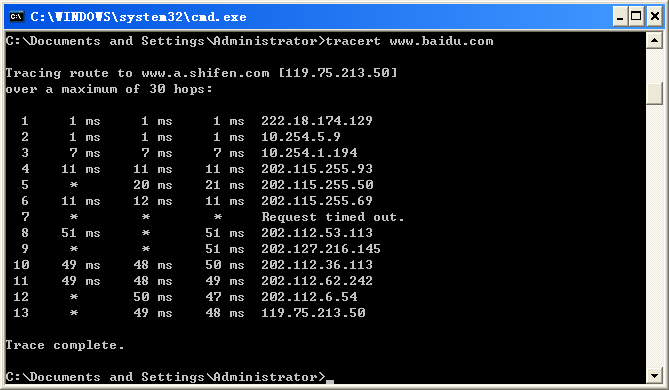 C:\WINDOWS\system32\cmd.exe
C:\Documents and Settings\Administrator>tracert www.baidu.com
Tracing route to www.a.shifen.com [119.75.213.50]
over a maximum of 30 hops:
1 1 ms 1 ms 1 ms 222.18.174.129
2 1 ms 1 ms 1 ms 10.254.5.9
3 7 ms 7 ms 7 ms 10.254.1.194
4 11 ms 11 ms 11 ms 202.115.255.93
5 * 20 ms 21 ms 202.115.255.50
6 11 ms 12 ms 11 ms 202.115.255.69
7 * * * Request timed out.
8 51 ms * 51 ms 202.112.53.113
9 * * 51 ms 202.127.216.145
10 49 ms 48 ms 50 ms 202.112.36.113
11 49 ms 48 ms 49 ms 202.112.62.242
12 * 50 ms 47 ms 202.112.6.54
13 * 49 ms 48 ms 119.75.213.50
Trace complete.
C:\Documents and Settings\Administrator>_